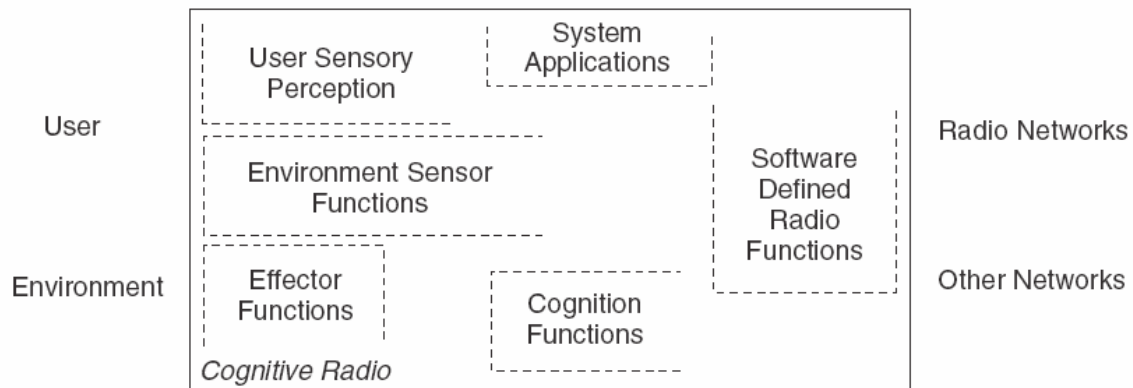 User
Environment
User Sensory
Perception
System
Applications
Environment Sensor
Functions
Effector
Functions
Cognition
Functions
Software
Defined
Radio
Functions
Cognitive Radio
Radio Networks
Other Networks